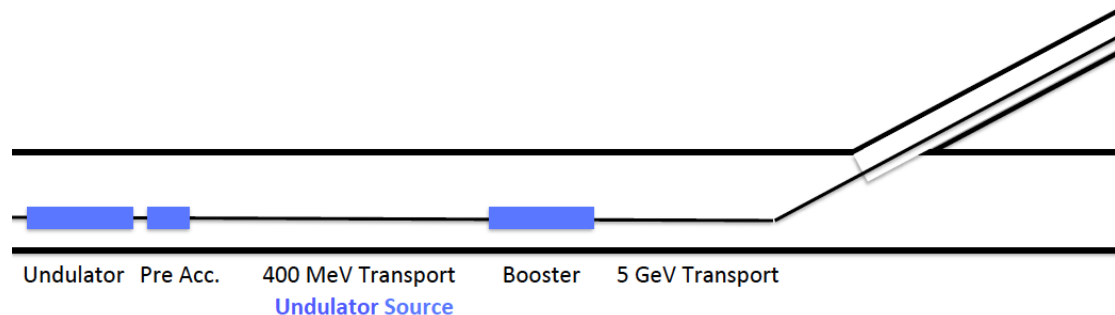 Undulator Pre Acc. 400 MeV Transport Booster 5 GeV Transport
Undulator Source